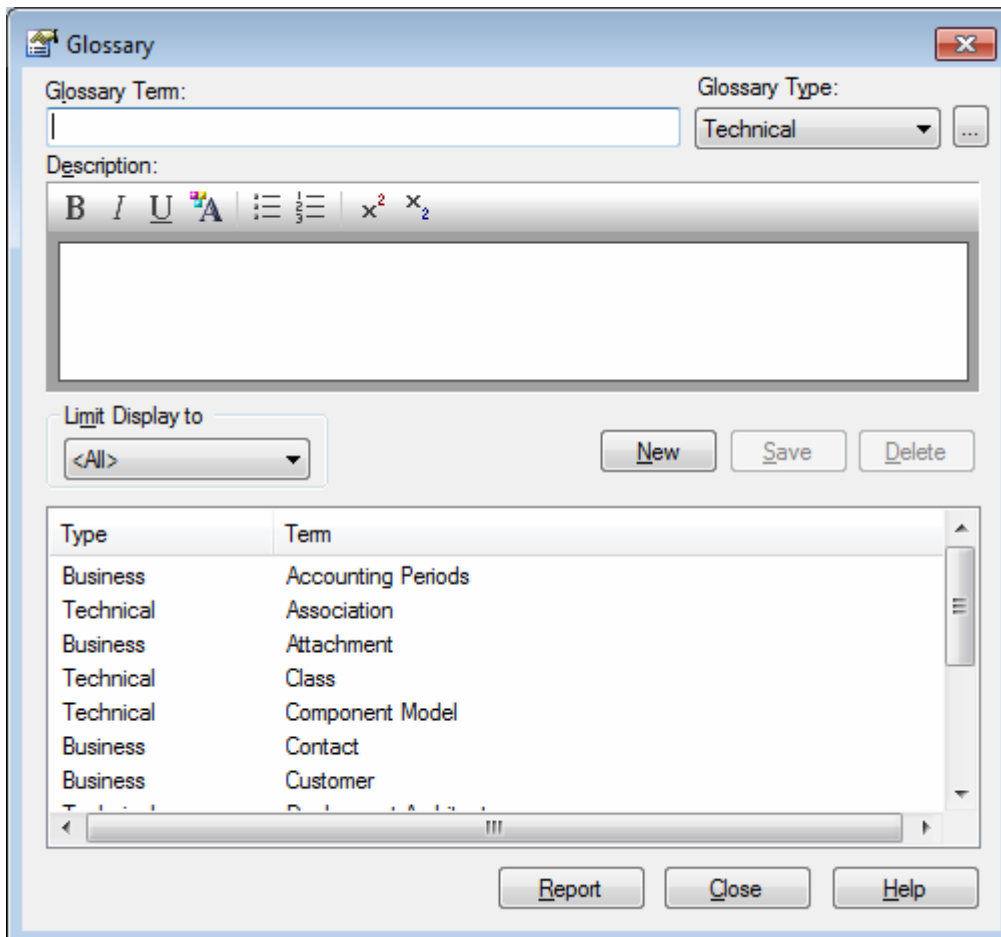 Glossary
Glossary Term:
Glossary Type:
Technical
...
Description:
B I U A x² x₂
Limit Display to
<All>
New Save Delete
Type Term
Business Accounting Periods
Technical Association
Business Attachment
Technical Class
Technical Component Model
Business Contact
Business Customer
Report Close Help